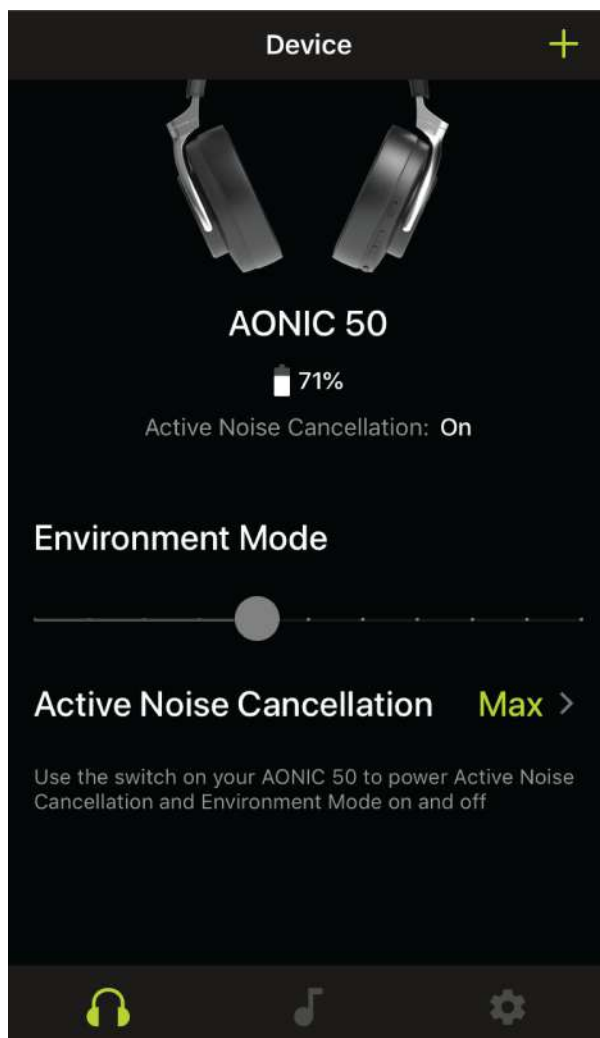 Device
AONIC 50
71%
Active Noise Cancellation: On
Environment Mode
Active Noise Cancellation Max >
Use the switch on your AONIC 50 to power Active Noise
Cancellation and Environment Mode on and off